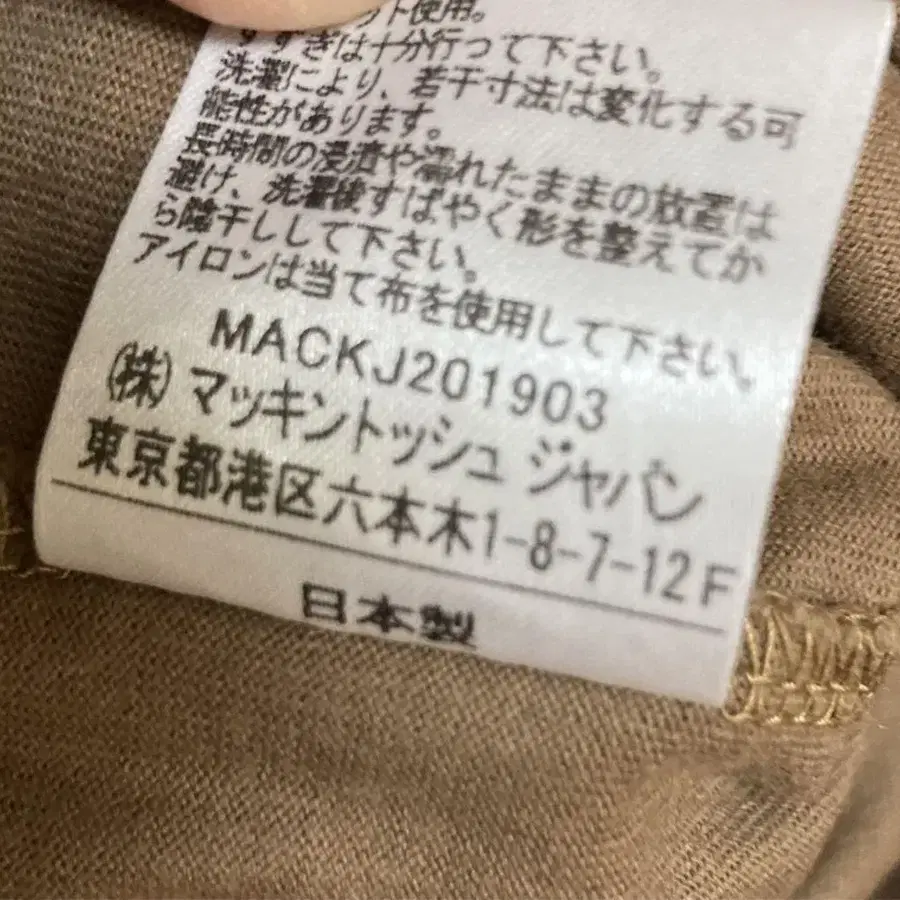 ット使用。
すすぎは十分行って下さい。
洗濯により、若干寸法は変化する可
能性があります。
長時間の浸漬や濡れたままの放置は
避け、洗濯後すばやく形を整えてか
ら陰干しして下さい。
アイロンは当て布を使用して下さい。
MACKJ201903
(株)マッキントッシュ ジャパン
東京都港区六本木1-8-7-12F
日本製